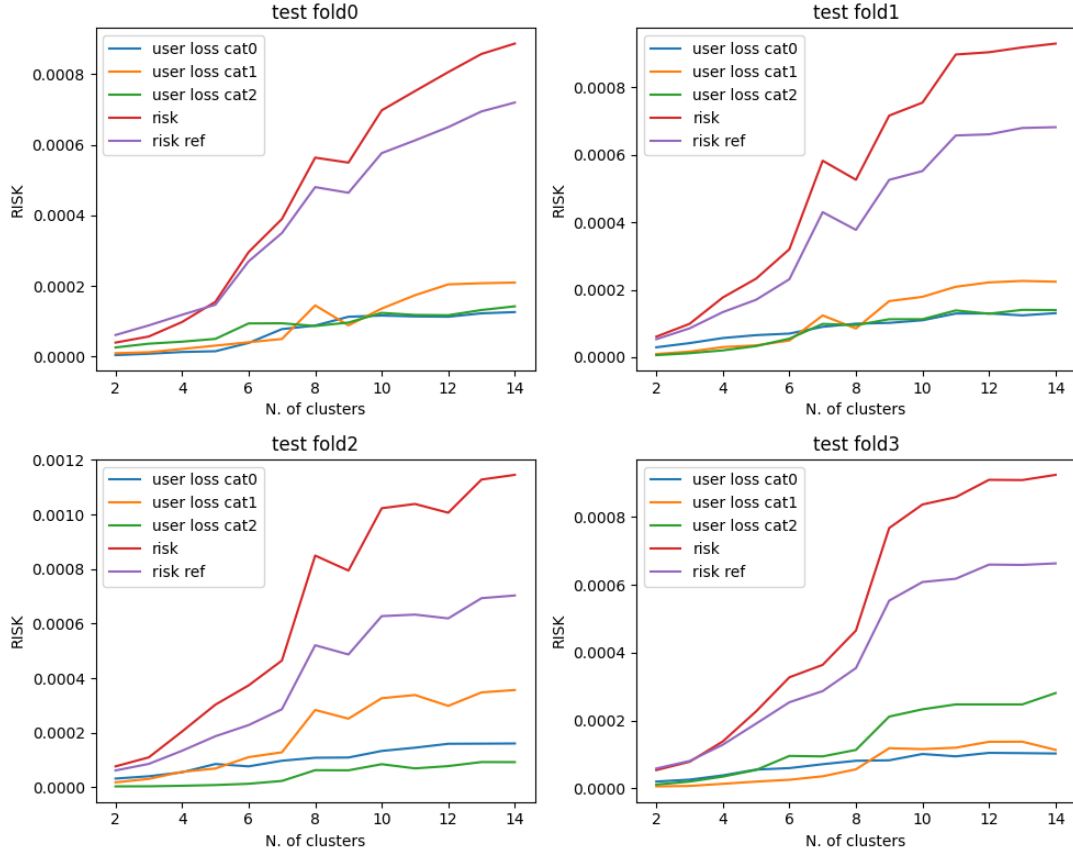 test fold0
user loss cat0
user loss cat1
user loss cat2
risk
risk ref
RISK
0.0008
0.0006
0.0004
0.0002
0.0000
2 4 6 8 10 12 14
N. of clusters
test fold1
user loss cat0
user loss cat1
user loss cat2
risk
risk ref
RISK
0.0008
0.0006
0.0004
0.0002
0.0000
2 4 6 8 10 12 14
N. of clusters
test fold2
user loss cat0
user loss cat1
user loss cat2
risk
risk ref
RISK
0.0012
0.0010
0.0008
0.0006
0.0004
0.0002
0.0000
2 4 6 8 10 12 14
N. of clusters
test fold3
user loss cat0
user loss cat1
user loss cat2
risk
risk ref
RISK
0.0008
0.0006
0.0004
0.0002
0.0000
2 4 6 8 10 12 14
N. of clusters